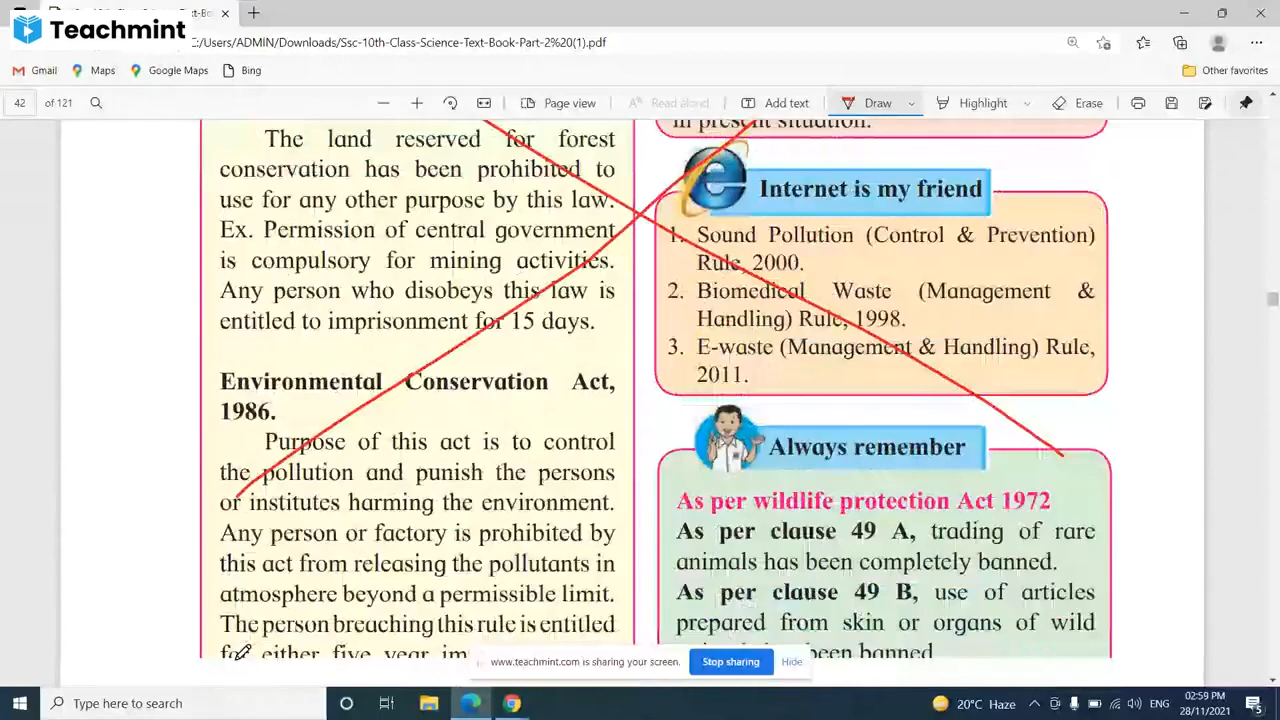 Teachmint
C:/Users/ADMIN/Downloads/Ssc-10th-Class-Science-Text-Book-Part-2%20(1).pdf
Gmail
Maps
Google Maps
Bing
Other favorites
42
of 121
Page view
Read aloud
Add text
Draw
Highlight
Erase
The land reserved for forest
conservation has been prohibited to
use for any other purpose by this law.
Ex. Permission of central government
is compulsory for mining activities.
Any person who disobeys this law is
entitled to imprisonment for 15 days.
Environmental Conservation Act,
1986.
Purpose of this act is to control
the pollution and punish the persons
or institutes harming the environment.
Any person or factory is prohibited by
this act from releasing the pollutants in
atmosphere beyond a permissible limit.
The person breaching this rule is entitled
for either five year
in present situation.
Internet is my friend
1. Sound Pollution (Control & Prevention)
Rule, 2000.
2. Biomedical Waste (Management &
Handling) Rule, 1998.
3. E-waste (Management & Handling) Rule,
2011.
Always remember
As per wildlife protection Act 1972
As per clause 49 A, trading of rare
animals has been completely banned.
As per clause 49 B, use of articles
prepared from skin or organs of wild
been banned
www.teachmint.com is sharing your screen.
Stop sharing
Hide
Type here to search
20°C Haze
ENG
02:59 PM
28/11/2021
5